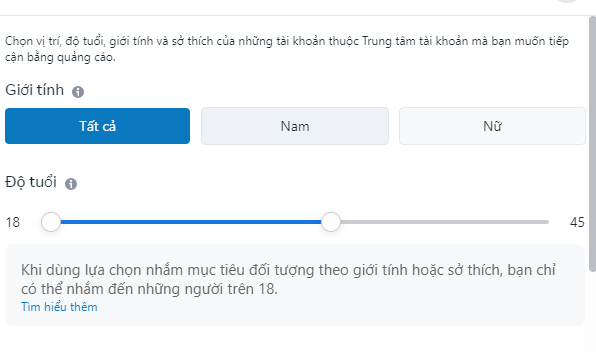 Chọn vị trí, độ tuổi, giới tính và sở thích của những tài khoản thuộc Trung tâm tài khoản mà bạn muốn tiếp
cận bằng quảng cáo.
Giới tính
Tất cả
Nam
Nữ
Độ tuổi
18
45
Khi dùng lựa chọn nhắm mục tiêu đối tượng theo giới tính hoặc sở thích, bạn chỉ
có thể nhắm đến những người trên 18.
Tìm hiểu thêm